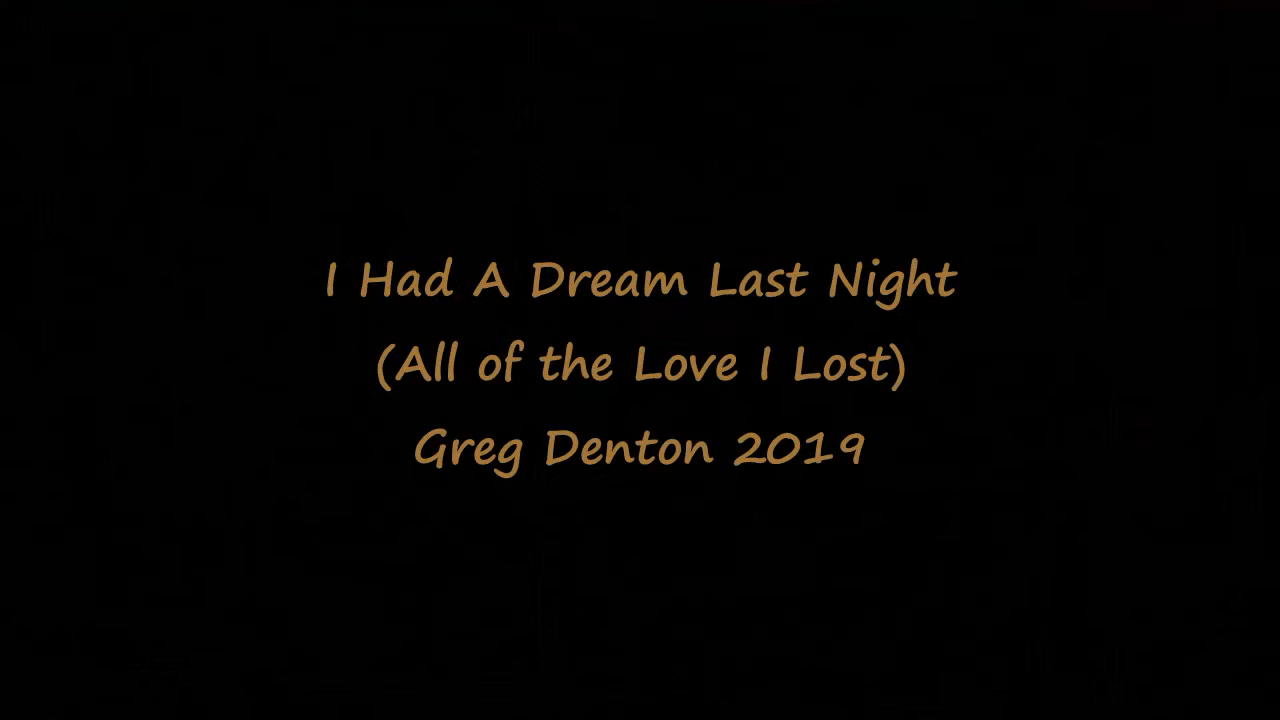 I Had A Dream Last Night
(All of the Love I Lost)
Greg Denton 2019